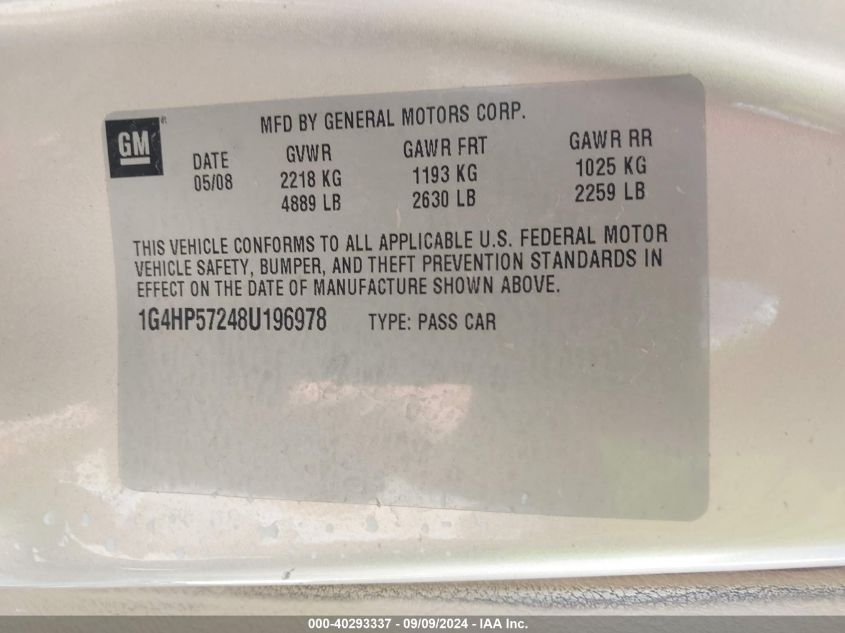 GM
MFD BY GENERAL MOTORS CORP.
DATE GVWR GAWR FRT GAWR RR
05/08 2218 KG 1193 KG 1025 KG
4889 LB 2630 LB 2259 LB
THIS VEHICLE CONFORMS TO ALL APPLICABLE U.S. FEDERAL MOTOR
VEHICLE SAFETY, BUMPER, AND THEFT PREVENTION STANDARDS IN
EFFECT ON THE DATE OF MANUFACTURE SHOWN ABOVE.
1G4HP57248U196978 TYPE: PASS CAR
000-40293337 - 09/09/2024 - IAA Inc.